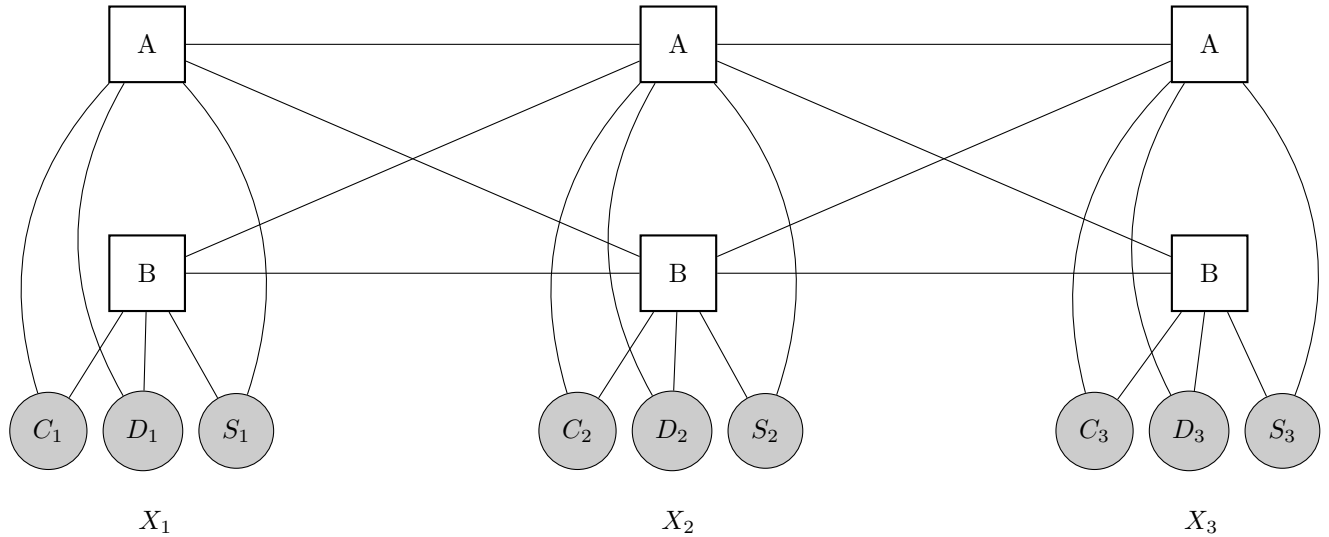 A A A
B B B
C₁ D₁ S₁ C₂ D₂ S₂ C₃ D₃ S₃
X₁ X₂ X₃